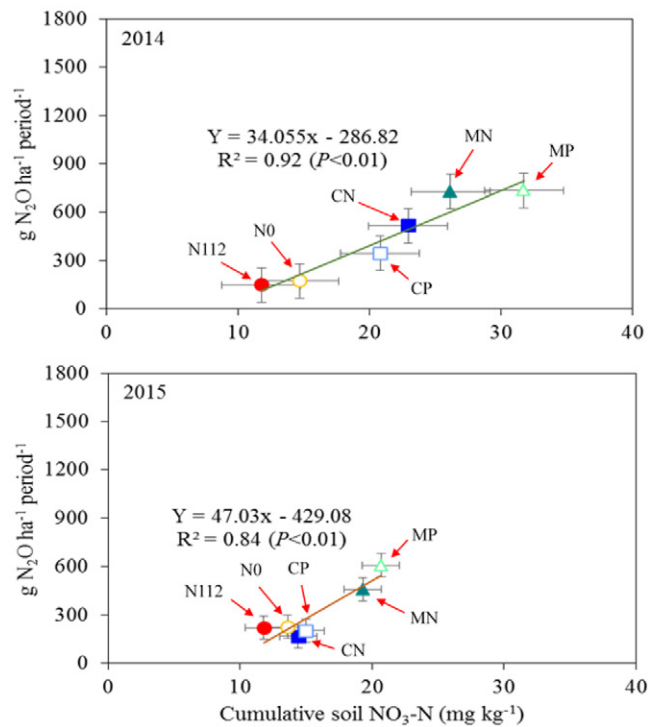 2014
g N₂O ha⁻¹ period⁻¹
1800
1500
1200
900
600
300
0
Y = 34.055x - 286.82
R² = 0.92 (P<0.01)
MN
MP
CN
N0
N112
CP
0 10 20 30 40
2015
g N₂O ha⁻¹ period⁻¹
1800
1500
1200
900
600
300
0
Y = 47.03x - 429.08
R² = 0.84 (P<0.01)
MP
CP
N0
N112
MN
CN
0 10 20 30 40
Cumulative soil NO₃-N (mg kg⁻¹)